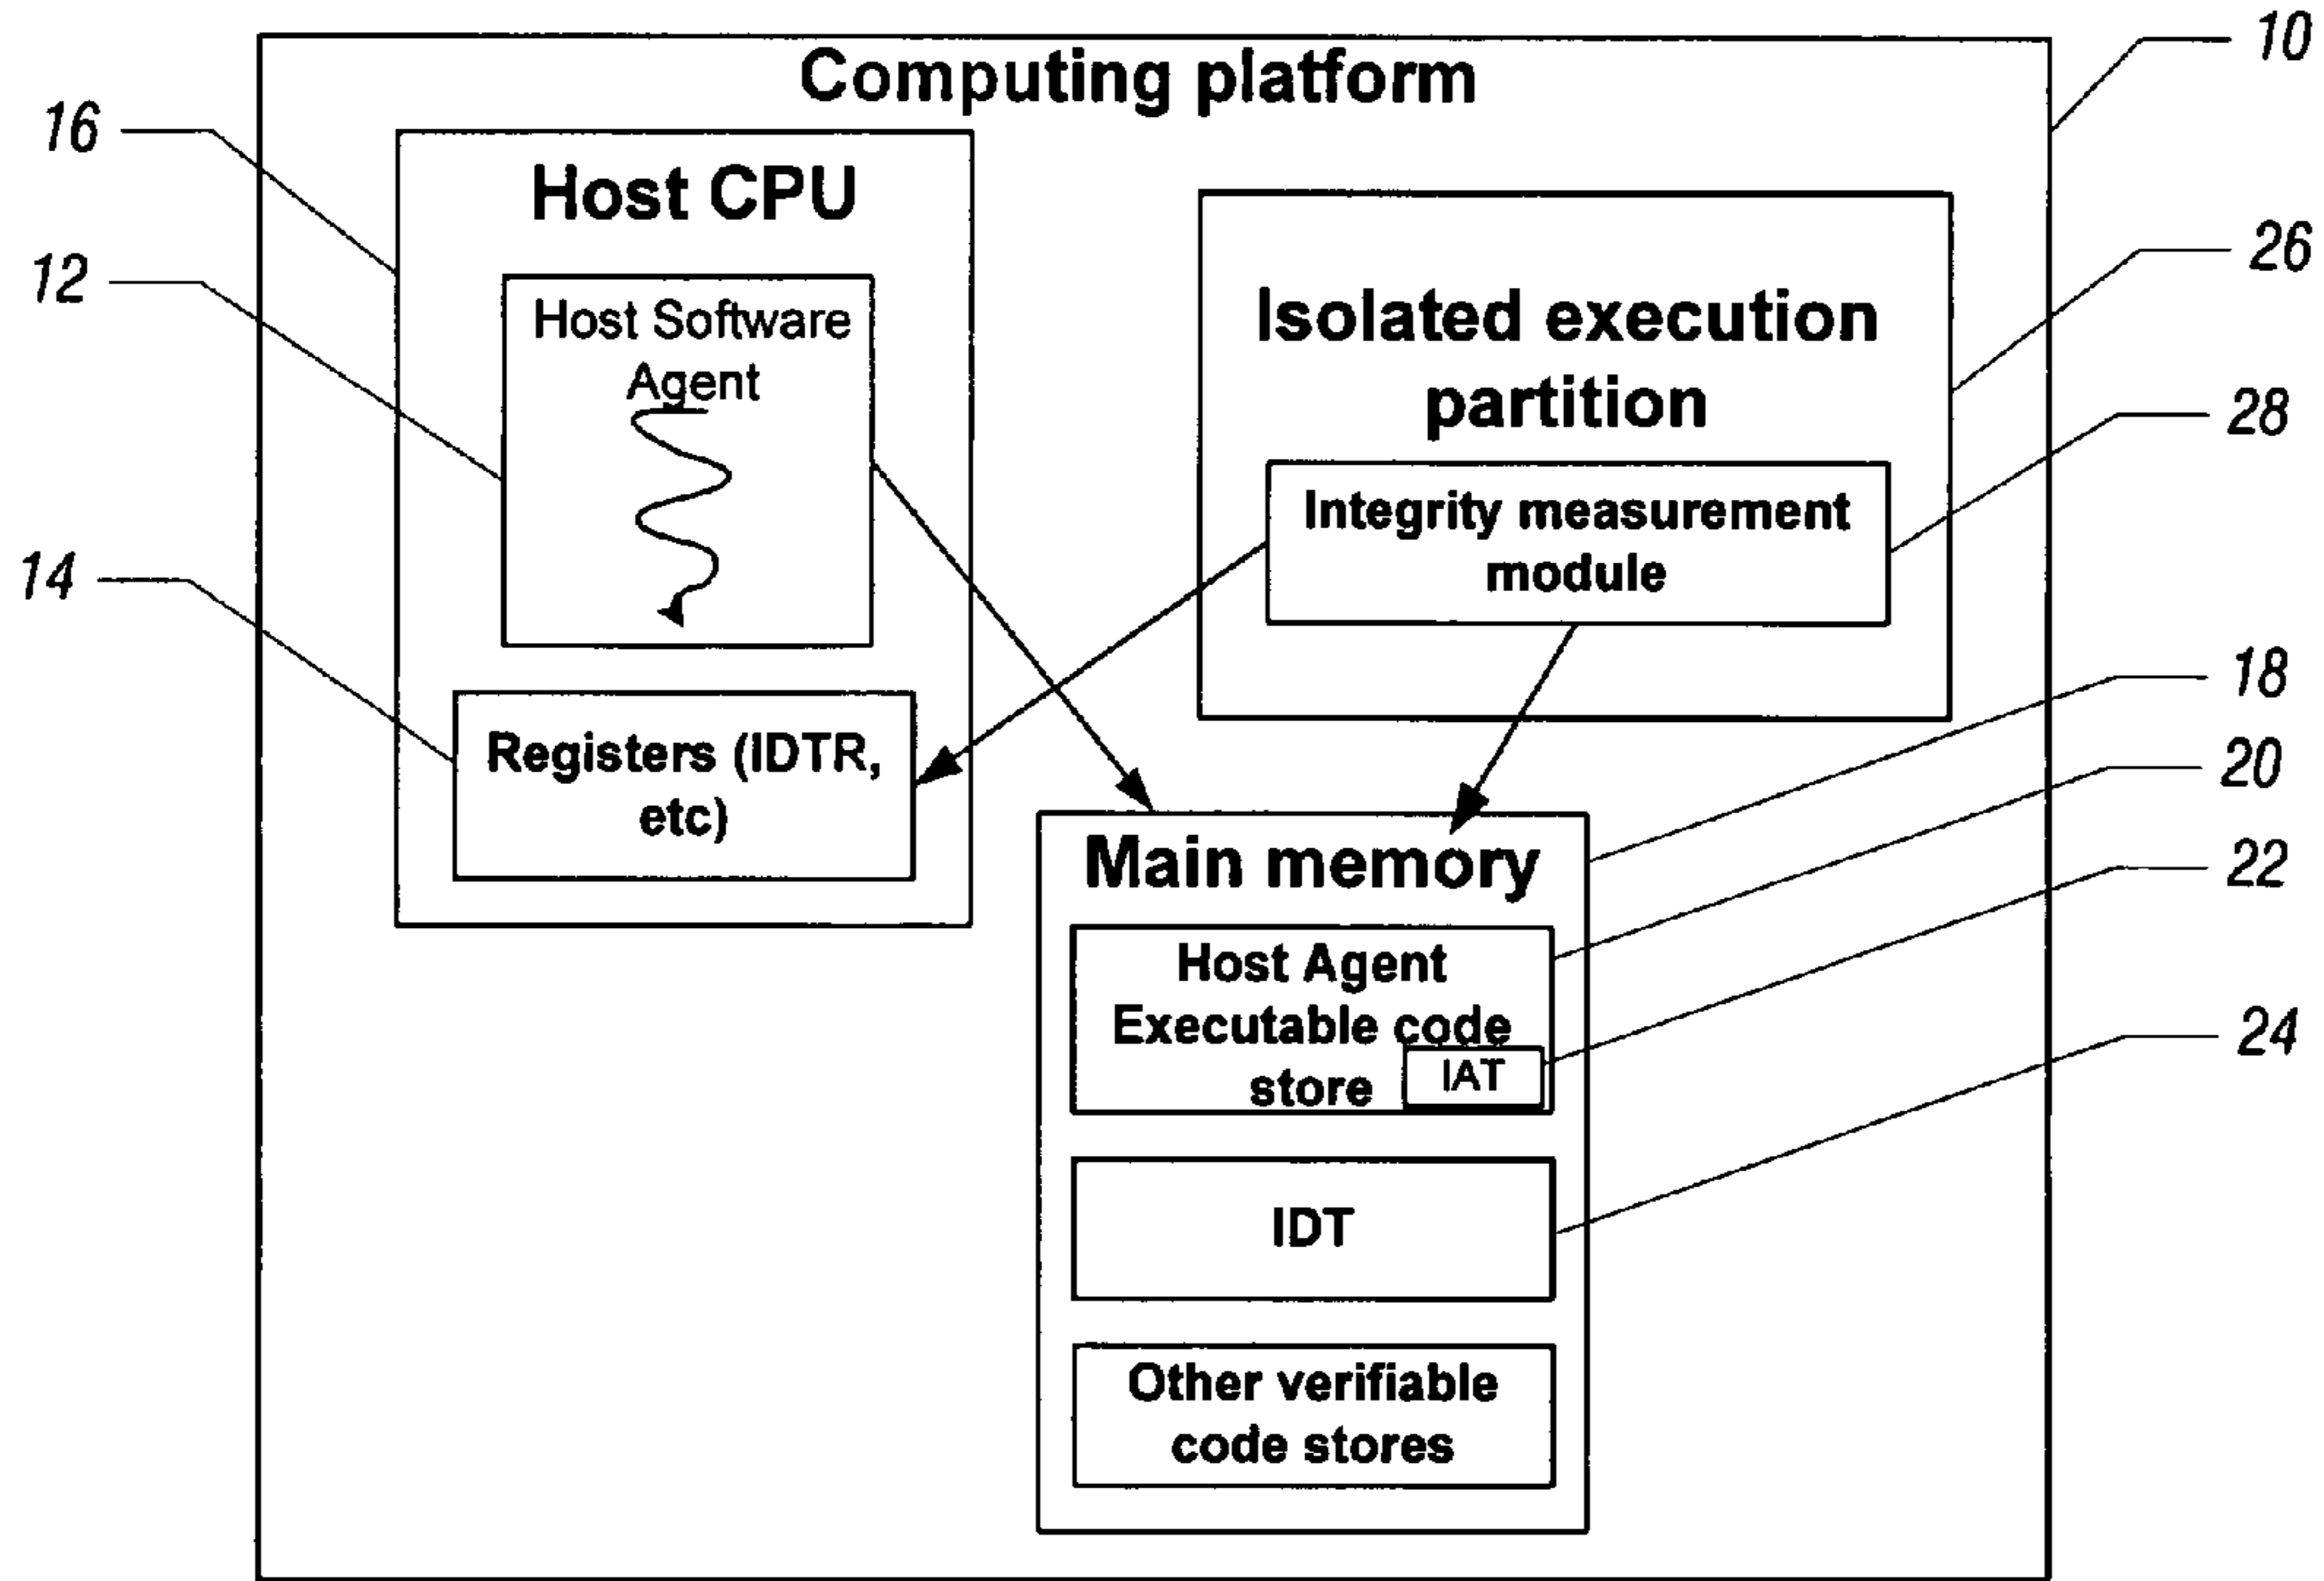 Computing platform
10
16
Host CPU
12
Host Software
Agent
14
Registers (IDTR,
etc)
26
Isolated execution
partition
28
Integrity measurement
module
18
Main memory
20
Host Agent
Executable code
store
22
IAT
24
IDT
Other verifiable
code stores